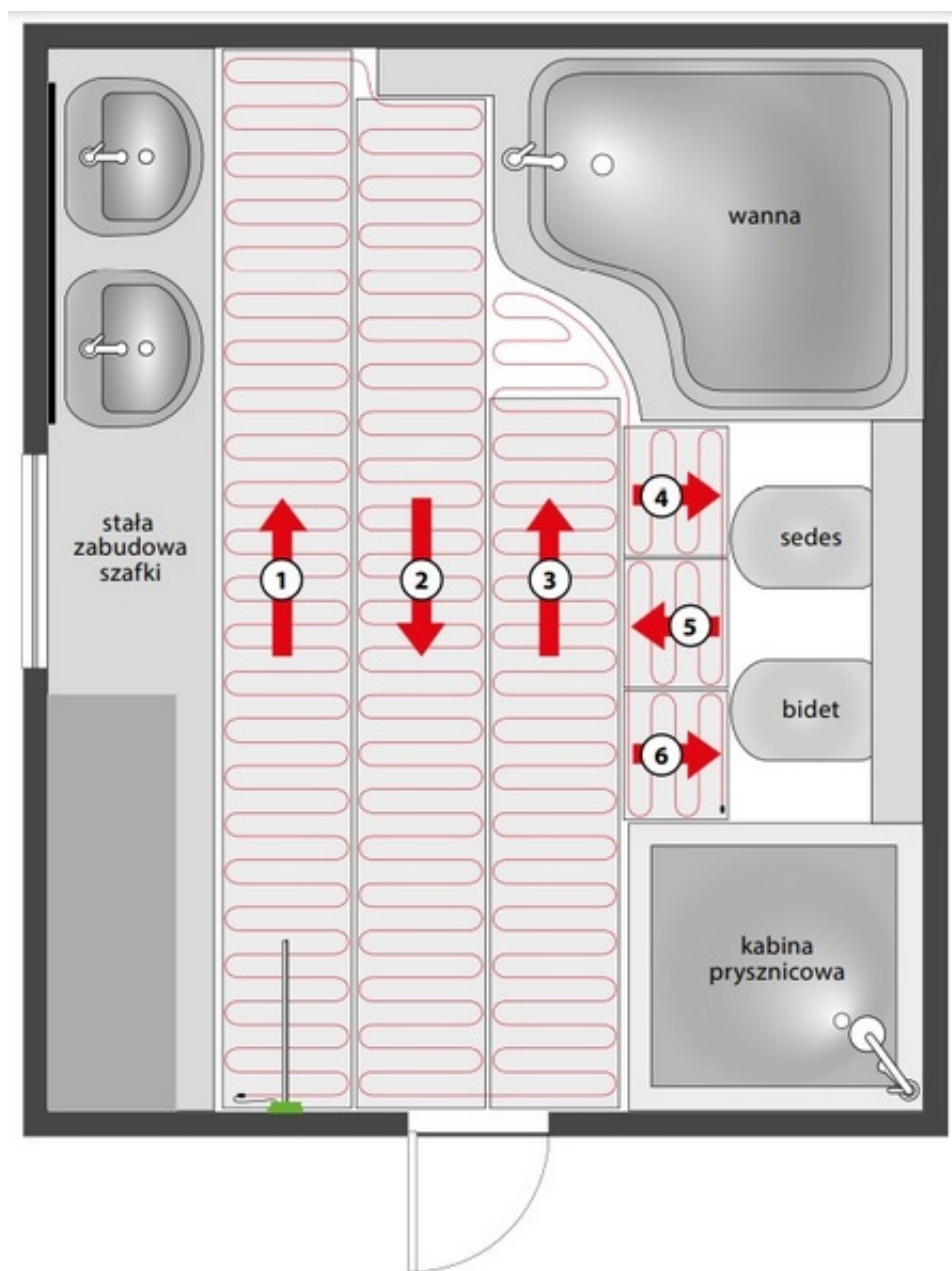 wanna
stała
zabudowa
szafki
1
2
3
4
5
6
sedes
bidet
kabina
prysznicowa